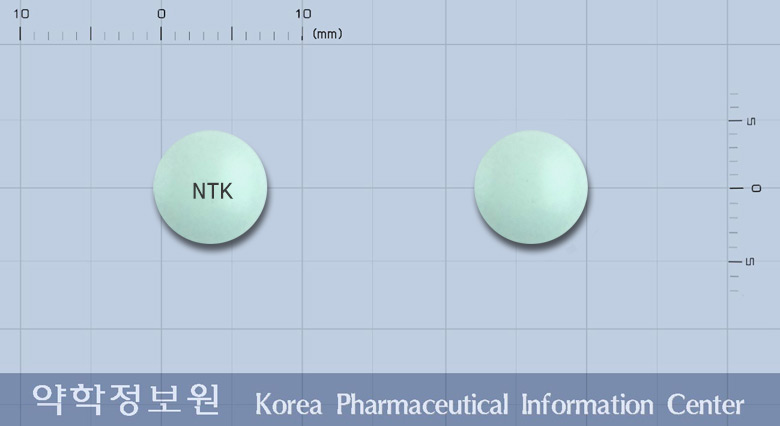 10 0 10
(mm)
5
0
5
NTK
약학정보원 Korea Pharmaceutical Information Center